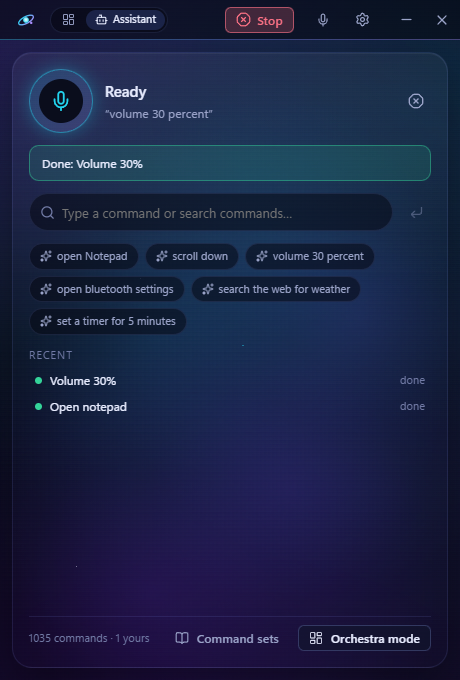 Assistant
Stop
Ready
“volume 30 percent”
Done: Volume 30%
Type a command or search commands...
open Notepad scroll down volume 30 percent
open bluetooth settings search the web for weather
set a timer for 5 minutes
RECENT
Volume 30% done
Open notepad done
1035 commands · 1 yours Command sets Orchestra mode